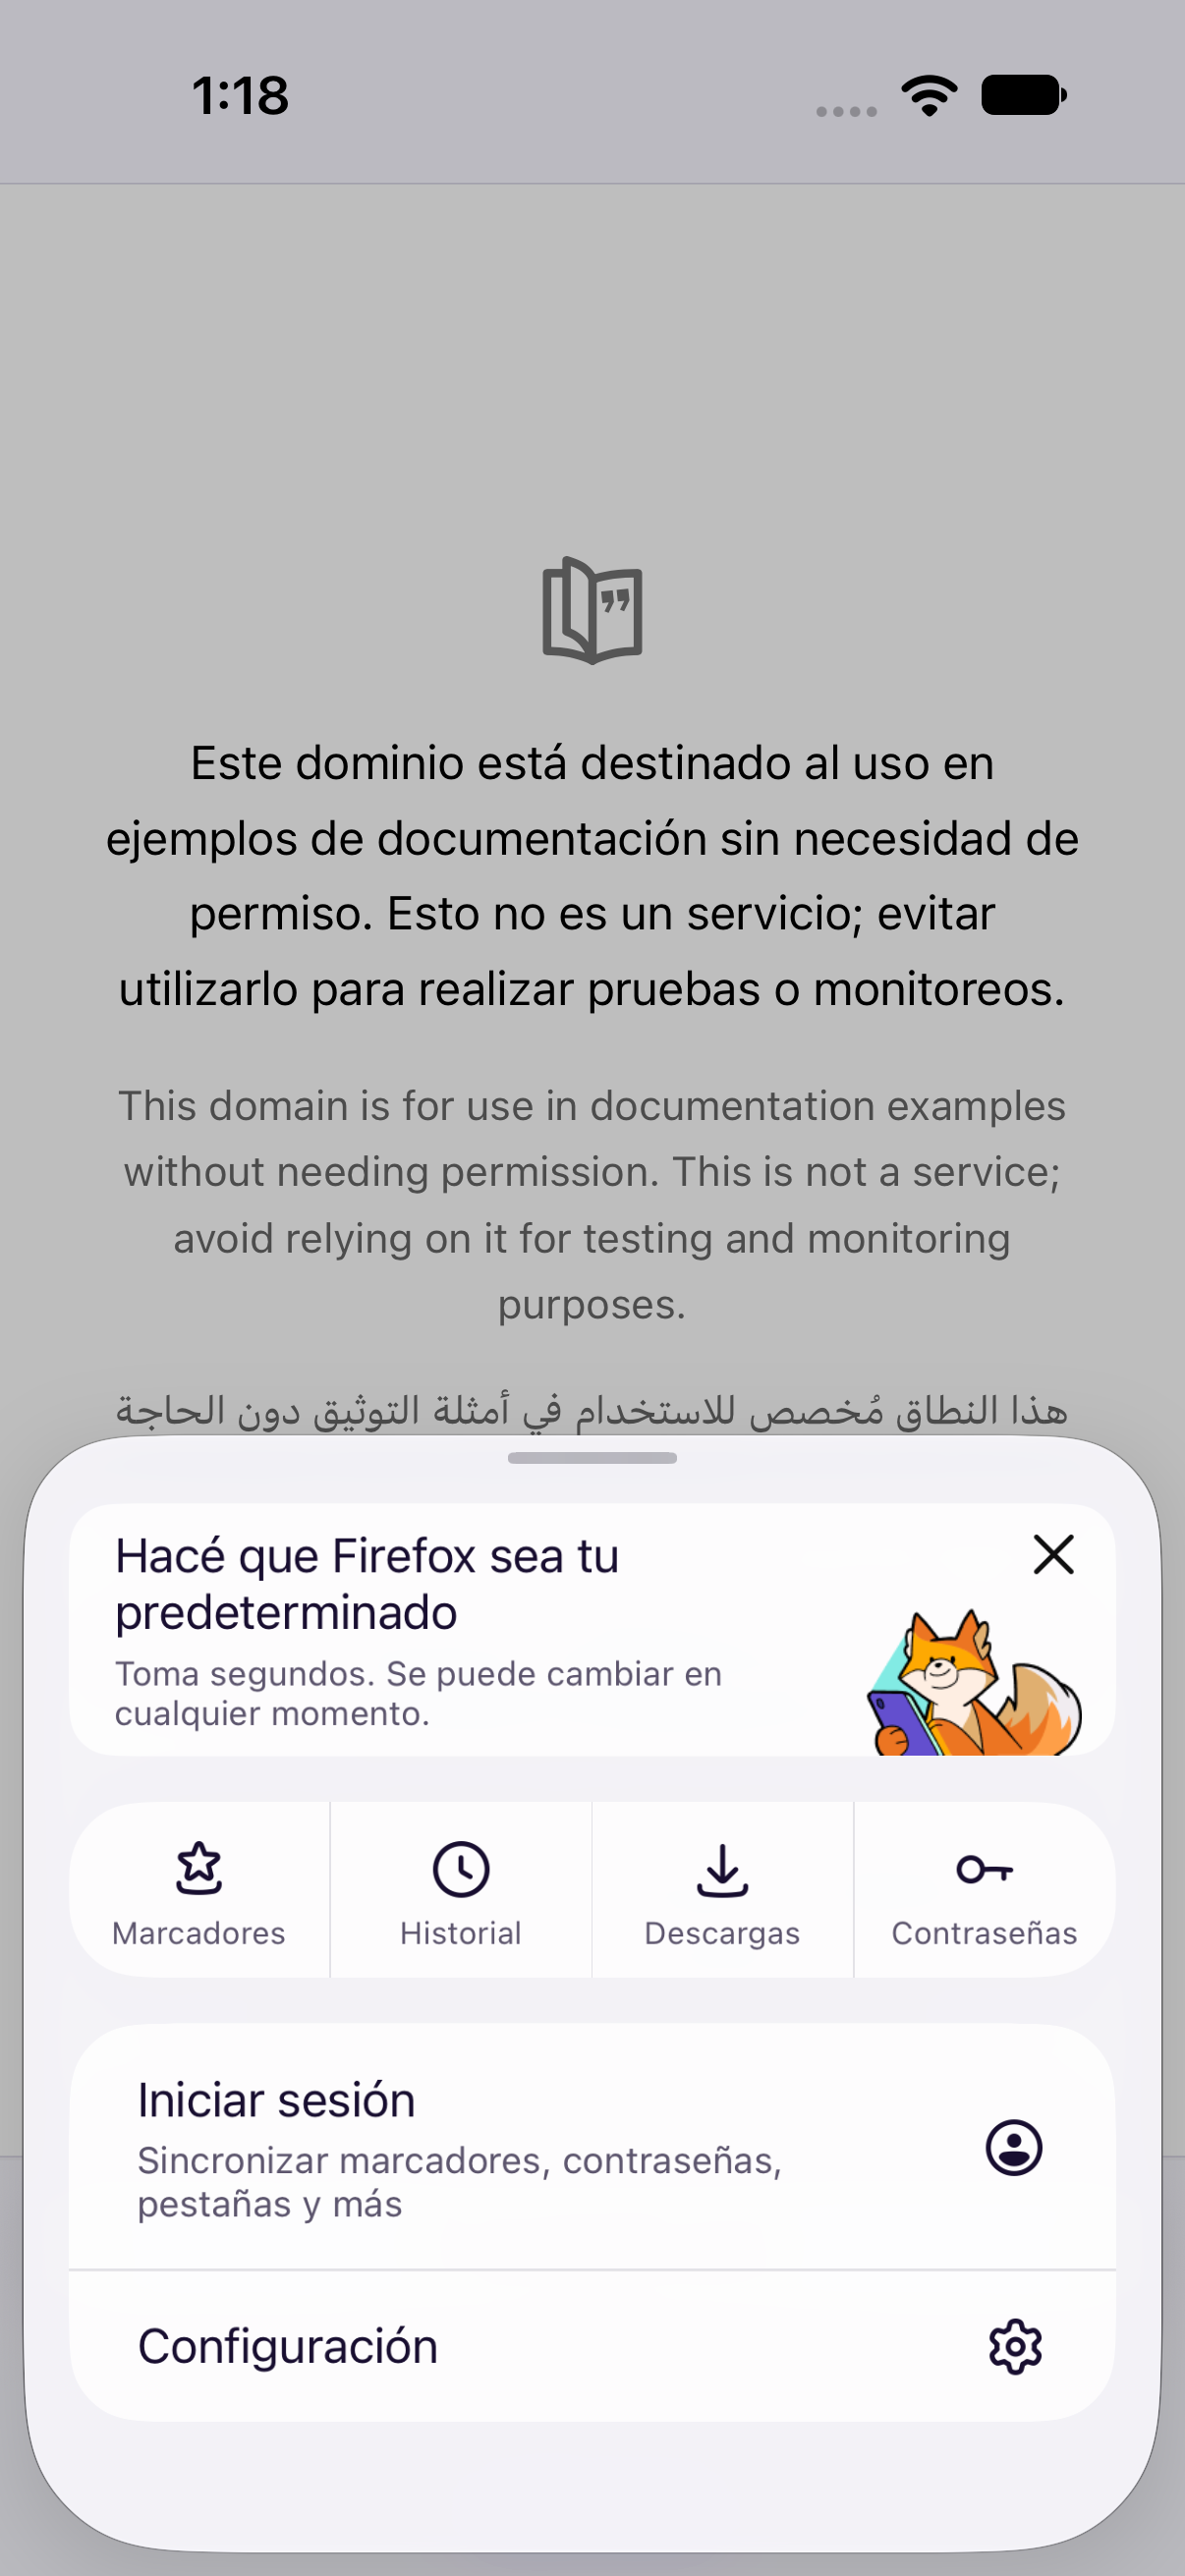 1:18
Este dominio está destinado al uso en
ejemplos de documentación sin necesidad de
permiso. Esto no es un servicio; evitar
utilizarlo para realizar pruebas o monitoreos.
This domain is for use in documentation examples
without needing permission. This is not a service;
avoid relying on it for testing and monitoring
purposes.
هذا النطاق مُخصص للاستخدام في أمثلة التوثيق دون الحاجة
Hacé que Firefox sea tu
predeterminado
Toma segundos. Se puede cambiar en
cualquier momento.
Marcadores
Historial
Descargas
Contraseñas
Iniciar sesión
Sincronizar marcadores, contraseñas,
pestañas y más
Configuración